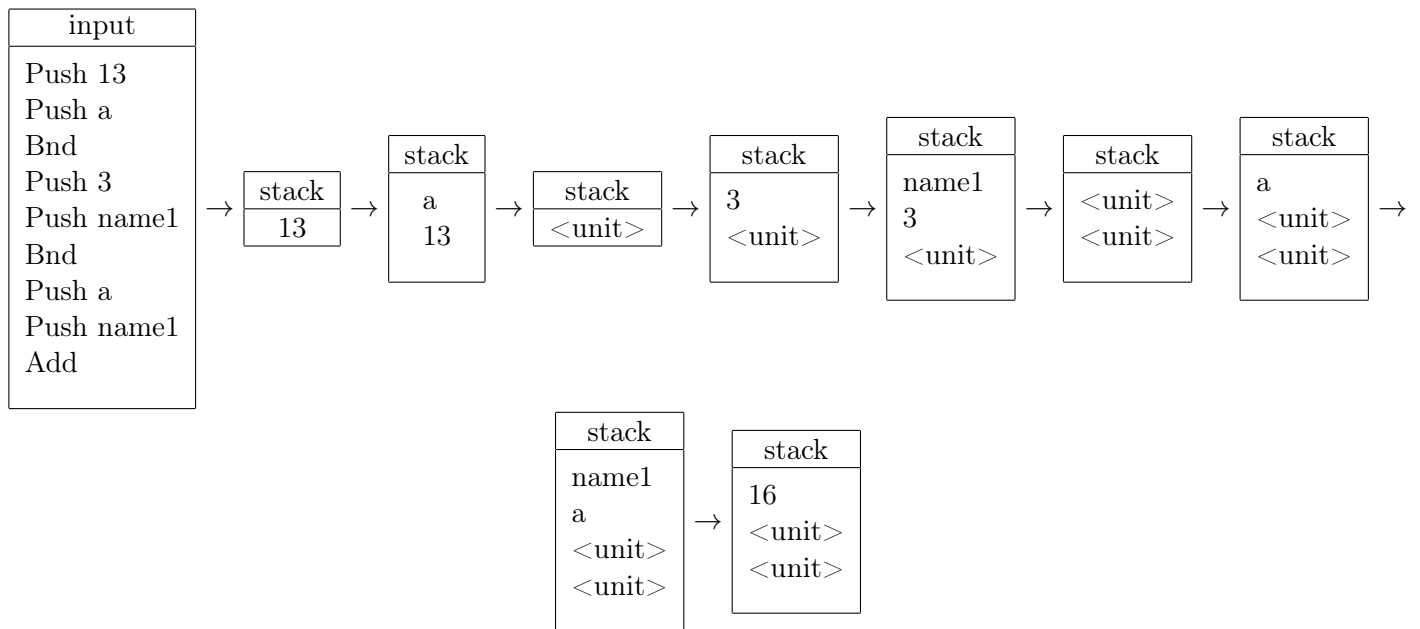 input
Push 13
Push a
Bnd
Push 3
Push name1
Bnd
Push a
Push name1
Add
→
stack
13
→
stack
a
13
→
stack
<unit>
→
stack
3
<unit>
→
stack
name1
3
<unit>
→
stack
<unit>
<unit>
→
stack
a
<unit>
<unit>
→
stack
name1
a
<unit>
<unit>
→
stack
16
<unit>
<unit>